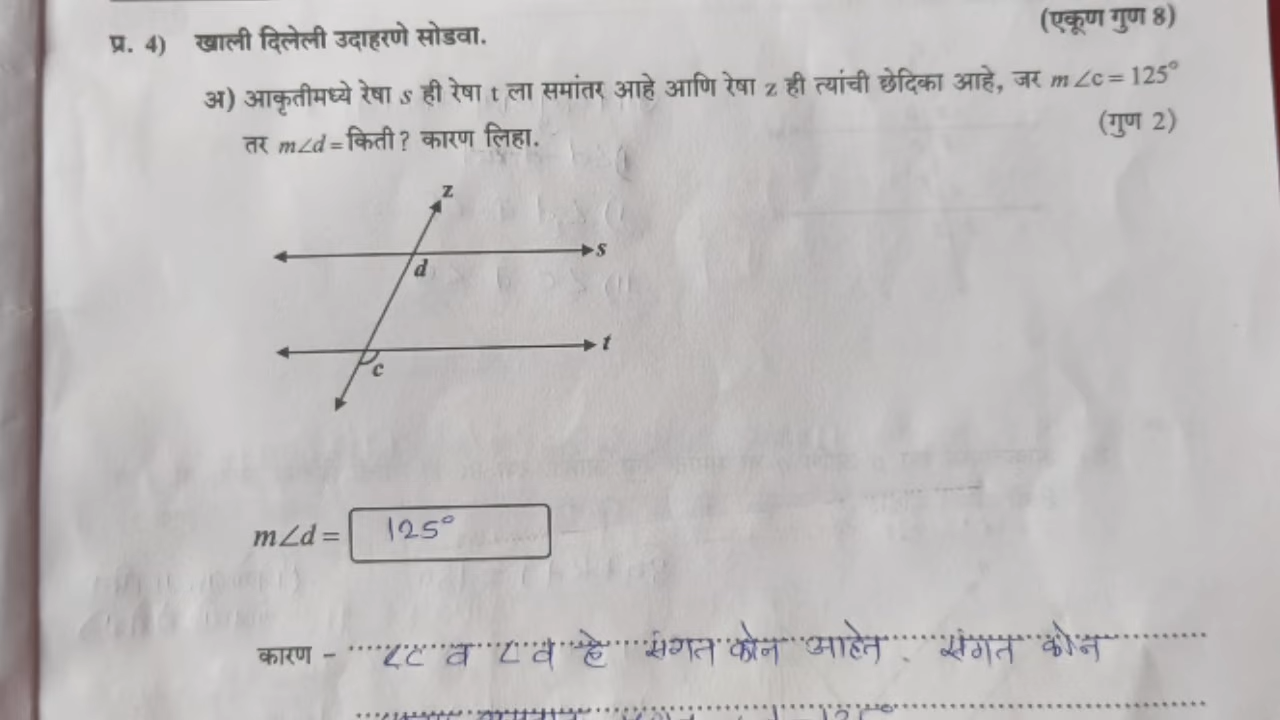 (एकूण गुण 8)
प्र. 4) खाली दिलेली उदाहरणे सोडवा.
अ) आकृतीमध्ये रेषा s ही रेषा t ला समांतर आहे आणि रेषा z ही त्यांची छेदिका आहे, जर m∠c = 125°
तर m∠d = किती? कारण लिहा. (गुण 2)
z
s
d
t
c
m∠d = 125°
कारण - ∠c व ∠d हे संगत कोन आहेत. संगत कोन